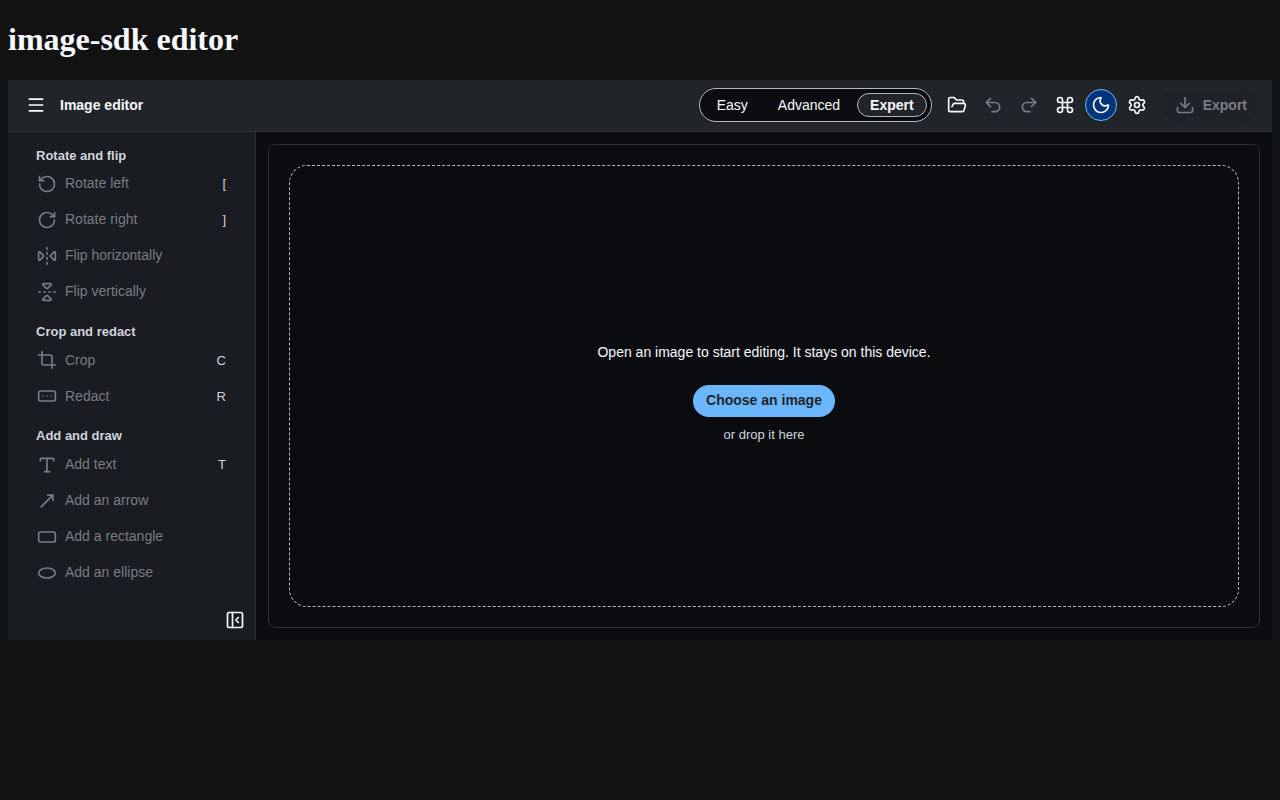 image-sdk editor
Image editor
Easy Advanced Expert
Export
Rotate and flip
Rotate left [
Rotate right ]
Flip horizontally
Flip vertically
Crop and redact
Crop C
Redact R
Add and draw
Add text T
Add an arrow
Add a rectangle
Add an ellipse
Open an image to start editing. It stays on this device.
Choose an image
or drop it here